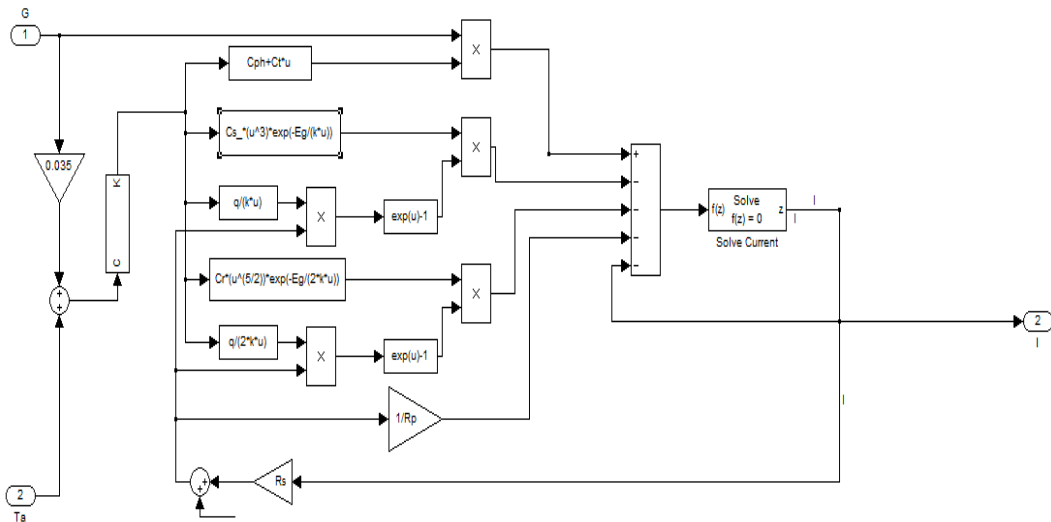 G
1
Cph+Ct*u
X
Cs_*(u^3)*exp(-Eg/(k*u))
X
0.035
K
C
q/(k*u)
X
exp(u)-1
+
−
−
−
−
f(z)
Solve
f(z) = 0
z
Solve Current
I
I
Cr*(u^(5/2))*exp(-Eg/(2*k*u))
X
+
+
q/(2*k*u)
X
exp(u)-1
2
I
1/Rp
I
Rs
+
+
2
Ta